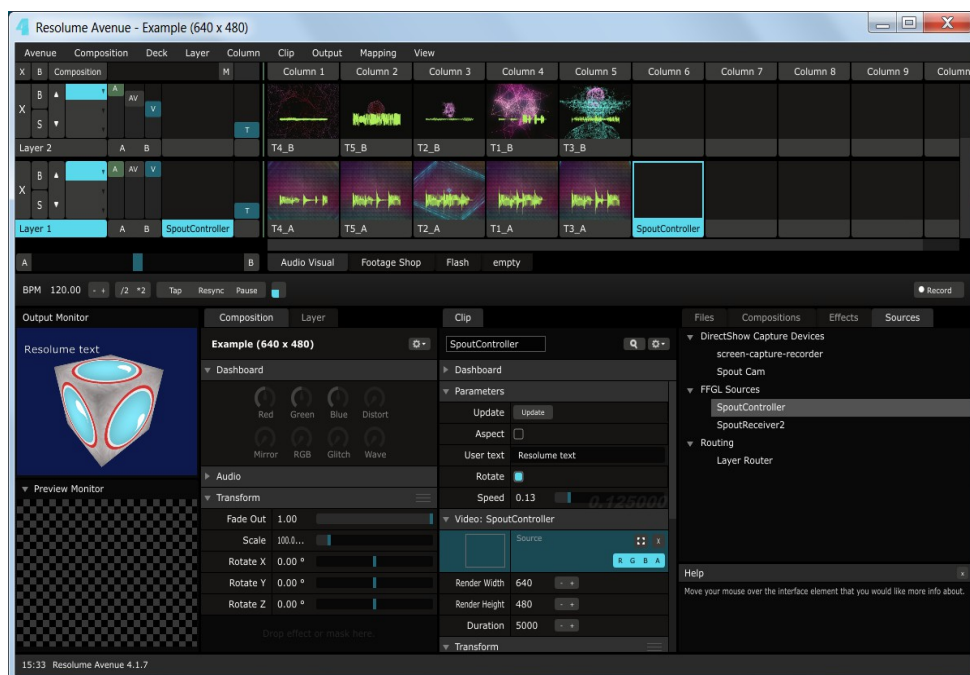 Resolume Avenue - Example (640 x 480)
Avenue Composition Deck Layer Column Clip Output Mapping View
X B Composition M Column 1 Column 2 Column 3 Column 4 Column 5 Column 6 Column 7 Column 8 Column 9 Column
X B S A AV V T
Layer 2 A B T4_B T5_B T2_B T1_B T3_B
X B S A AV V T
Layer 1 A B SpoutController T4_A T5_A T2_A T1_A T3_A SpoutController
A B Audio Visual Footage Shop Flash empty
BPM 120.00 - + /2 *2 Tap Resync Pause Record
Output Monitor
Resolume text
Preview Monitor
Composition Layer
Example (640 x 480)
Dashboard
Red Green Blue Distort
Mirror RGB Glitch Wave
Audio
Transform
Fade Out 1.00
Scale 100.0...
Rotate X 0.00 °
Rotate Y 0.00 °
Rotate Z 0.00 °
Drop effect or mask here.
Clip
SpoutController
Dashboard
Parameters
Update Update
Aspect
User text Resolume text
Rotate
Speed 0.13 0.125000
Video: SpoutController
Source x
R G B A
Render Width 640 - +
Render Height 480 - +
Duration 5000 - +
Transform
Files Compositions Effects Sources
DirectShow Capture Devices
screen-capture-recorder
Spout Cam
FFGL Sources
SpoutController
SpoutReceiver2
Routing
Layer Router
Help x
Move your mouse over the interface element that you would like more info about.
15:33 Resolume Avenue 4.1.7